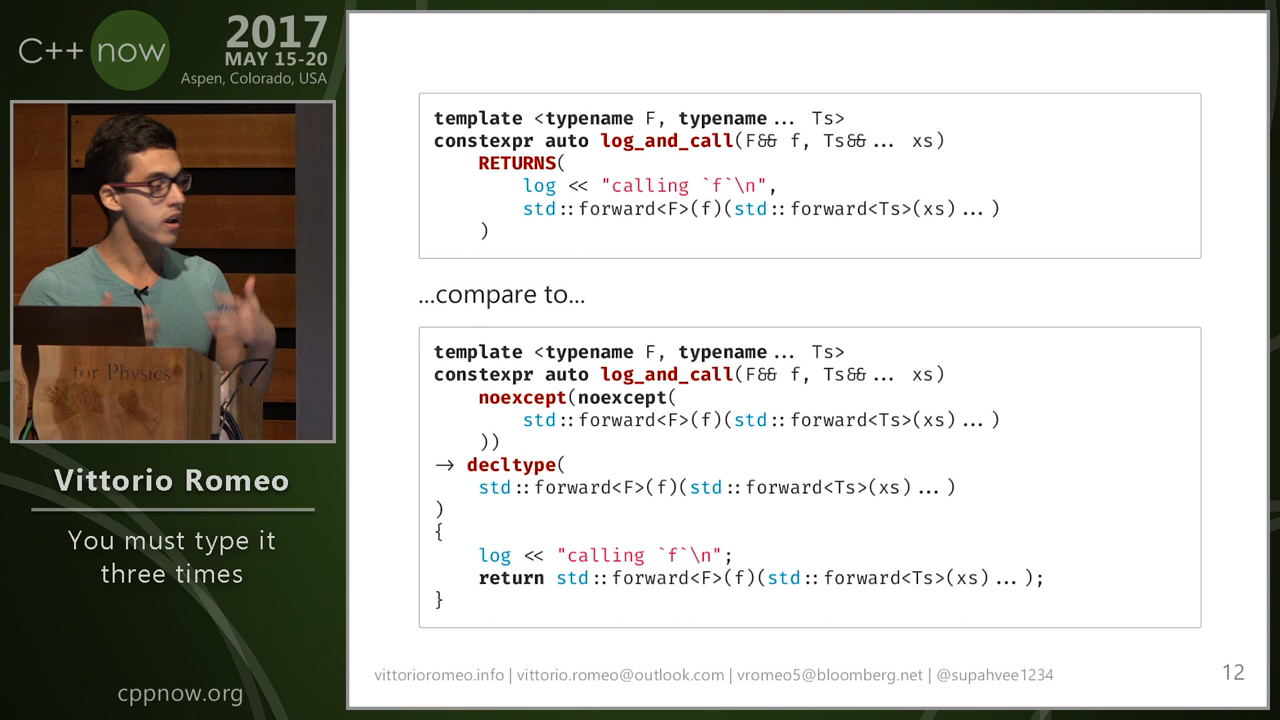 C++ now
2017
MAY 15-20
Aspen, Colorado, USA
for Physics
Vittorio Romeo
You must type it
three times
cppnow.org
template <typename F, typename... Ts>
constexpr auto log_and_call(F&& f, Ts&&... xs)
RETURNS(
log << "calling `f`\n",
std::forward<F>(f)(std::forward<Ts>(xs)...)
)
...compare to...
template <typename F, typename... Ts>
constexpr auto log_and_call(F&& f, Ts&&... xs)
noexcept(noexcept(
std::forward<F>(f)(std::forward<Ts>(xs)...)
))
-> decltype(
std::forward<F>(f)(std::forward<Ts>(xs)...)
)
{
log << "calling `f`\n";
return std::forward<F>(f)(std::forward<Ts>(xs)...);
}
vittorioromeo.info | vittorio.romeo@outlook.com | vromeo5@bloomberg.net | @supahvee1234
12